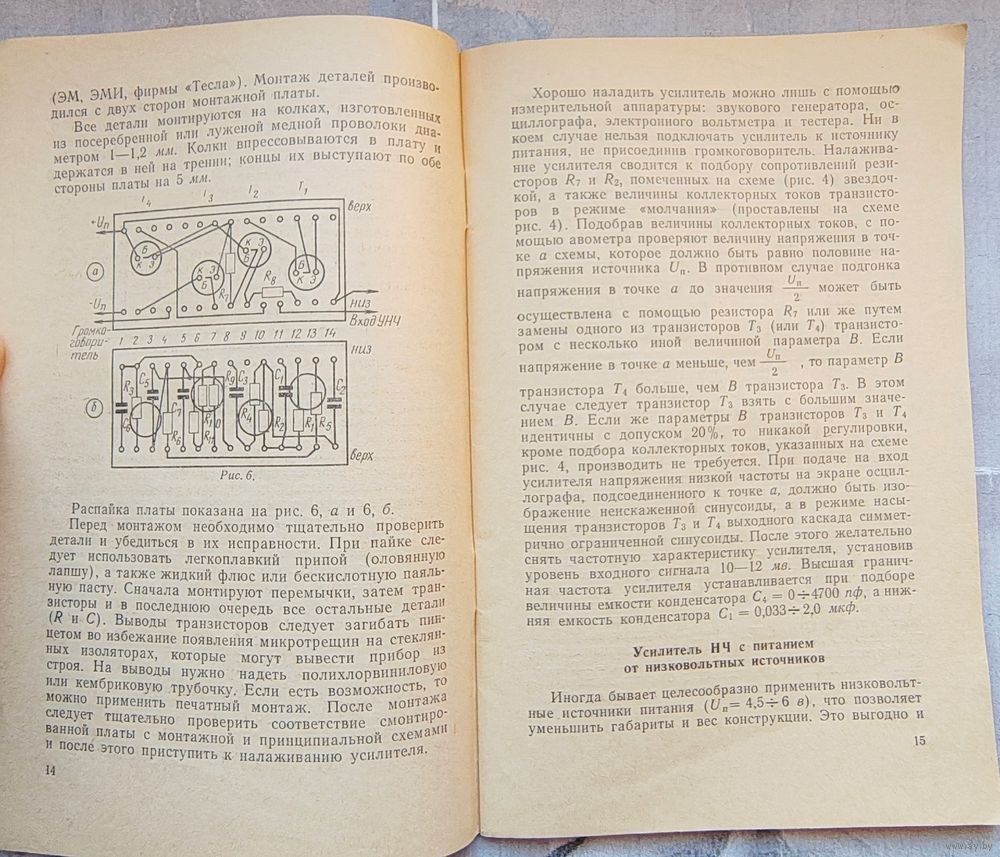 (ЭМ, ЭМИ, фирмы «Тесла»). Монтаж деталей произво-
дился с двух сторон монтажной платы.
Все детали монтируются на колках, изготовленных
из посеребренной или луженой медной проволоки диа-
метром 1—1,2 мм. Колки впрессовываются в плату и
держатся в ней на трении; концы их выступают по обе
стороны платы на 5 мм.
T₁
верх
+Uп
а
К Б Э
R₇
R₈
-Uп
низ
Вход УНЧ
Громко-
говори-
тель
1 2 3 4 5 6 7 8 9 10 11 12 13 14
низ
б
R₃ C₅ C₇ R₆ R₉ C₃ R₄ C₁ R₂ R₁ R₅ C₂
верх
Рис. 6.
Распайка платы показана на рис. 6, а и 6, б.
Перед монтажом необходимо тщательно проверить
детали и убедиться в их исправности. При пайке сле-
дует использовать легкоплавкий припой (оловянную
лапшу), а также жидкий флюс или бескислотную паяль-
ную пасту. Сначала монтируют перемычки, затем тран-
зисторы и в последнюю очередь все остальные детали
(R и C). Выводы транзисторов следует загибать пин-
цетом во избежание появления микротрещин на стеклян-
ных изоляторах, которые могут вывести прибор из
строя. На выводы нужно надеть полихлорвиниловую
или кембриковую трубочку. Если есть возможность, то
можно применить печатный монтаж. После монтажа
следует тщательно проверить соответствие смонтиро-
ванной платы с монтажной и принципиальной схемами
и после этого приступить к налаживанию усилителя.
14
Хорошо наладить усилитель можно лишь с помощью
измерительной аппаратуры: звукового генератора, ос-
циллографа, электронного вольтметра и тестера. Ни в
коем случае нельзя подключать усилитель к источнику
питания, не присоединив громкоговоритель. Налажива-
ние усилителя сводится к подбору сопротивлений рези-
сторов R₇ и R₂, помеченных на схеме (рис. 4) звездоч-
кой, а также величины коллекторных токов транзисто-
ров в режиме «молчания» (проставлены на схеме
рис. 4). Подобрав величины коллекторных токов, с по-
мощью авометра проверяют величину напряжения в точ-
ке а схемы, которое должно быть равно половине на-
пряжения источника Uп. В противном случае подгонка
напряжения в точке а до значения Uп/2 может быть
осуществлена с помощью резистора R₇ или же путем
замены одного из транзисторов T₃ (или T₄) транзисто-
ром с несколько иной величиной параметра B. Если
напряжение в точке а меньше, чем Uп/2 , то параметр B
транзистора T₄ больше, чем B транзистора T₃. В этом
случае следует транзистор T₃ взять с большим значе-
нием B. Если же параметры B транзисторов T₃ и T₄
идентичны с допуском 20%, то никакой регулировки,
кроме подбора коллекторных токов, указанных на схеме
рис. 4, производить не требуется. При подаче на вход
усилителя напряжения низкой частоты на экране осцил-
лографа, подсоединенного к точке а, должно быть изо-
бражение неискаженной синусоиды, а в режиме насы-
щения транзисторов T₃ и T₄ выходного каскада симмет-
рично ограниченной синусоиды. После этого желательно
снять частотную характеристику усилителя, установив
уровень входного сигнала 10—12 мв. Высшая гранич-
ная частота усилителя устанавливается при подборе
величины емкости конденсатора C₄ = 0÷4700 пф, а ниж-
няя емкость конденсатора C₁ = 0,033÷2,0 мкф.
Усилитель НЧ с питанием
от низковольтных источников
Иногда бывает целесообразно применить низковольт-
ные источники питания (Uп= 4,5÷6 в), что позволяет
уменьшить габариты и вес конструкции. Это выгодно и
15